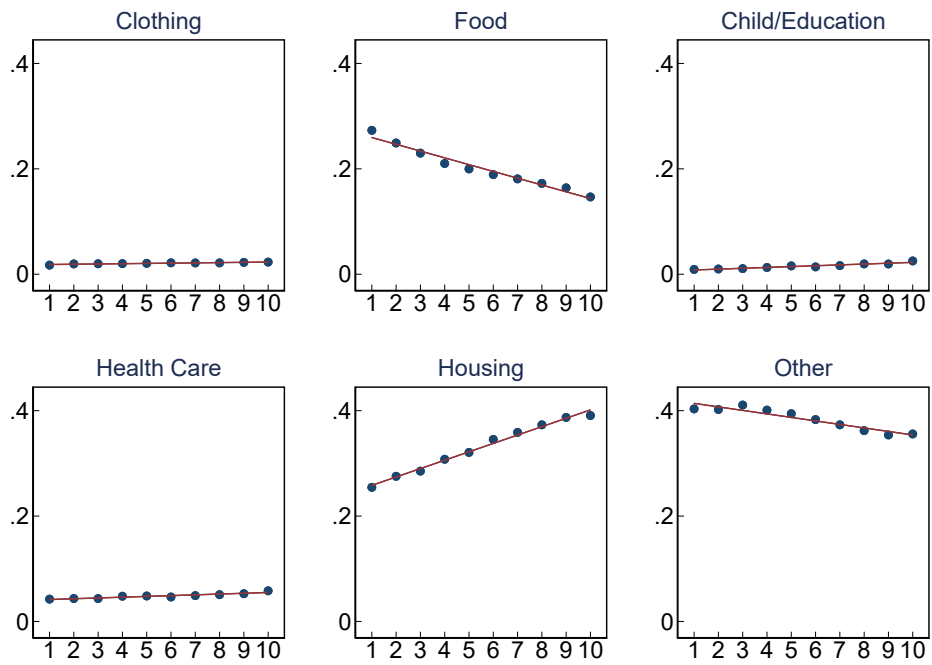 Clothing Food Child/Education
.4 .4 .4
.2 .2 .2
0 0 0
1 2 3 4 5 6 7 8 9 10 1 2 3 4 5 6 7 8 9 10 1 2 3 4 5 6 7 8 9 10
Health Care Housing Other
.4 .4 .4
.2 .2 .2
0 0 0
1 2 3 4 5 6 7 8 9 10 1 2 3 4 5 6 7 8 9 10 1 2 3 4 5 6 7 8 9 10